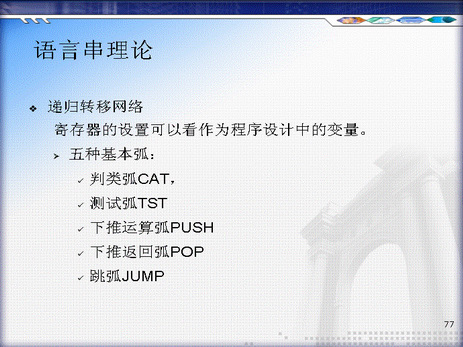 语言串理论
递归转移网络
寄存器的设置可以看作为程序设计中的变量。
五种基本弧：
判类弧CAT，
测试弧TST
下推运算弧PUSH
下推返回弧POP
跳弧JUMP
77